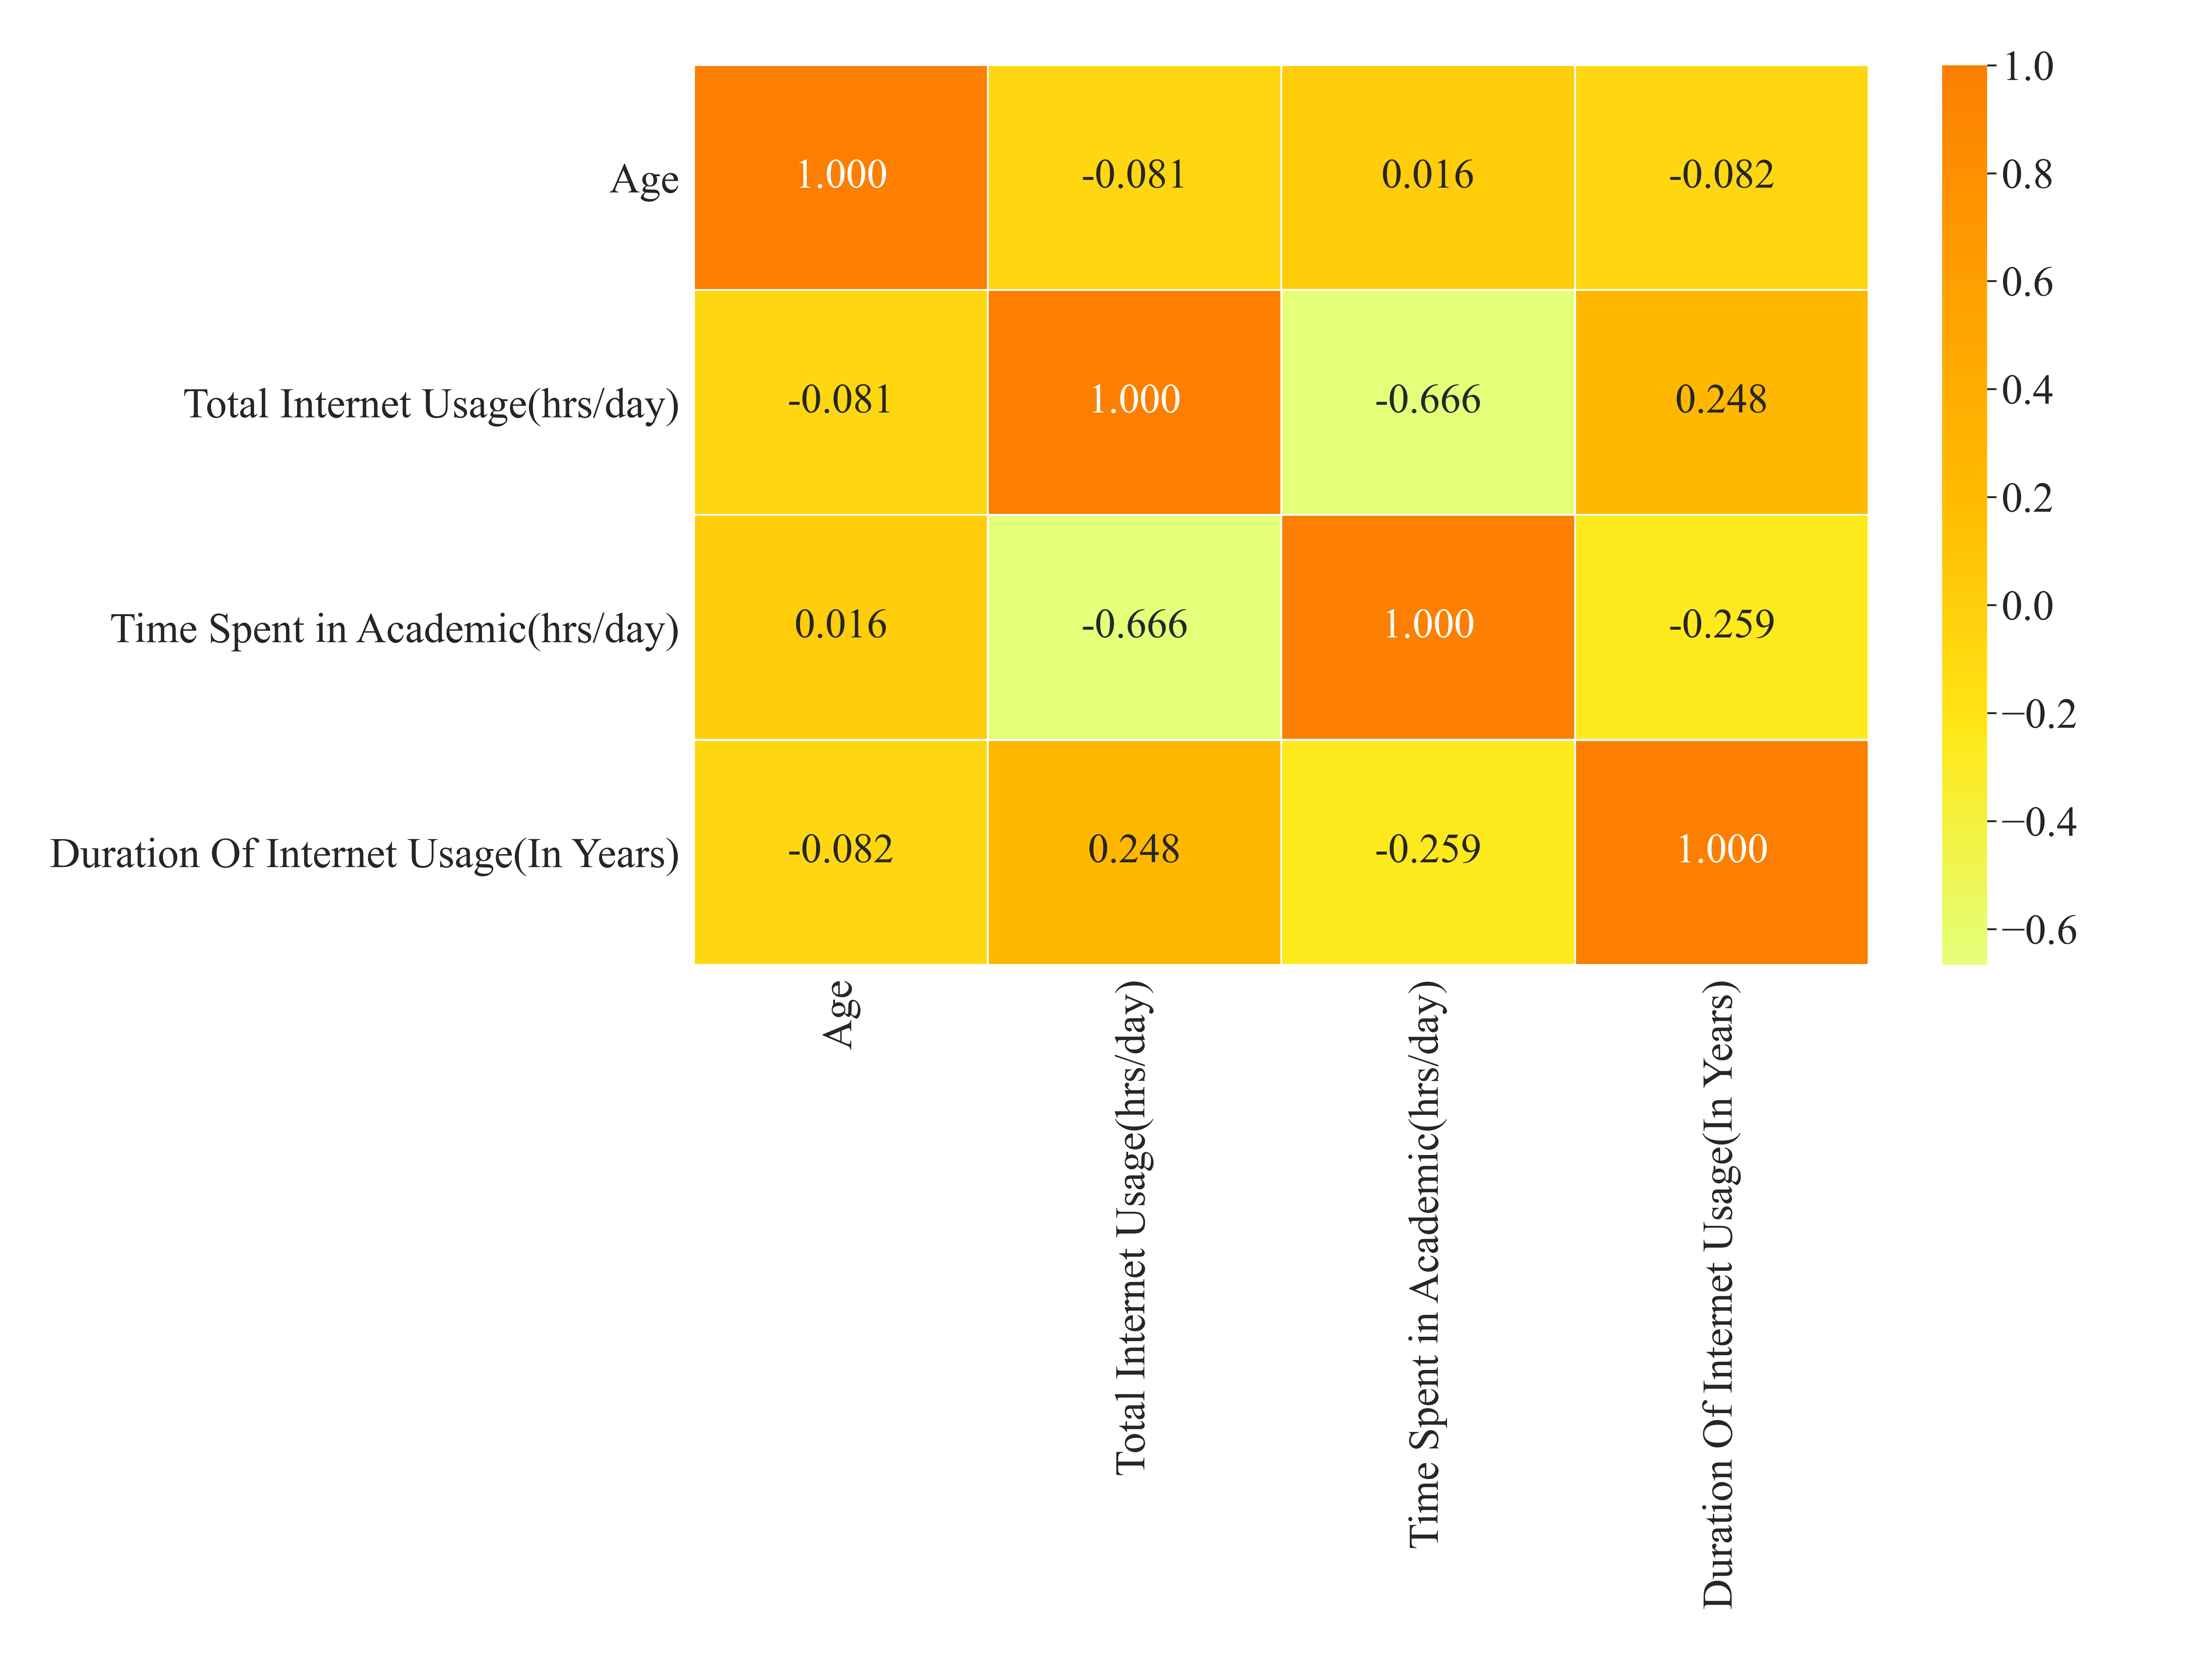 Age 1.000 -0.081 0.016 -0.082
Total Internet Usage(hrs/day) -0.081 1.000 -0.666 0.248
Time Spent in Academic(hrs/day) 0.016 -0.666 1.000 -0.259
Duration Of Internet Usage(In Years) -0.082 0.248 -0.259 1.000
Age
Total Internet Usage(hrs/day)
Time Spent in Academic(hrs/day)
Duration Of Internet Usage(In Years)
1.0
0.8
0.6
0.4
0.2
0.0
−0.2
−0.4
−0.6